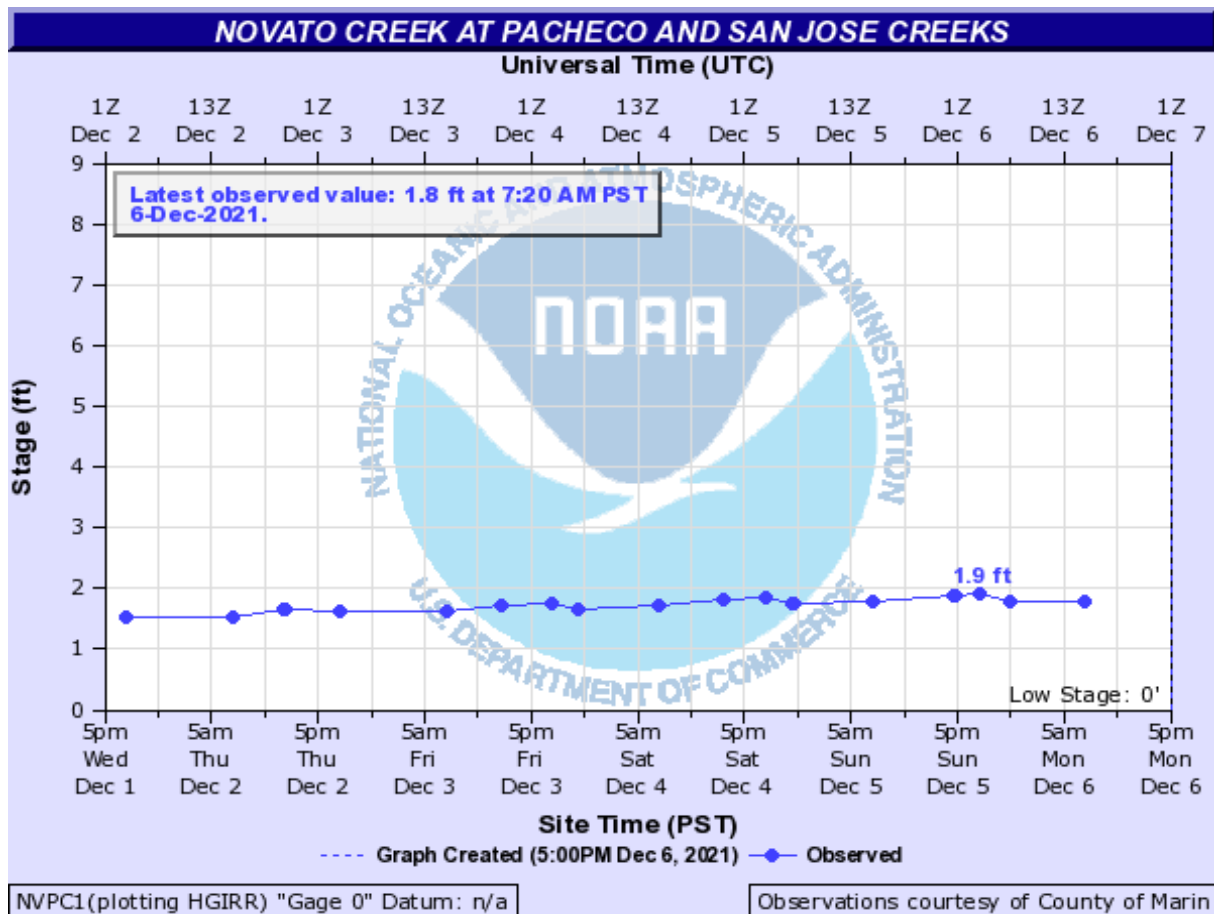 NOVATO CREEK AT PACHECO AND SAN JOSE CREEKS
Universal Time (UTC)
1Z 13Z 1Z 13Z 1Z 13Z 1Z 13Z 1Z 13Z 1Z
Dec 2 Dec 2 Dec 3 Dec 3 Dec 4 Dec 4 Dec 5 Dec 5 Dec 6 Dec 6 Dec 7
Latest observed value: 1.8 ft at 7:20 AM PST
6-Dec-2021.
NATIONAL OCEANIC AND ATMOSPHERIC ADMINISTRATION
NOAA
U.S. DEPARTMENT OF COMMERCE
Stage (ft)
9
8
7
6
5
4
3
2
1
0
1.9 ft
Low Stage: 0'
5pm 5am 5pm 5am 5pm 5am 5pm 5am 5pm 5am 5pm
Wed Thu Thu Fri Fri Sat Sat Sun Sun Mon Mon
Dec 1 Dec 2 Dec 2 Dec 3 Dec 3 Dec 4 Dec 4 Dec 5 Dec 5 Dec 6 Dec 6
Site Time (PST)
Graph Created (5:00PM Dec 6, 2021) Observed
NVPC1(plotting HGIRR) "Gage 0" Datum: n/a
Observations courtesy of County of Marin